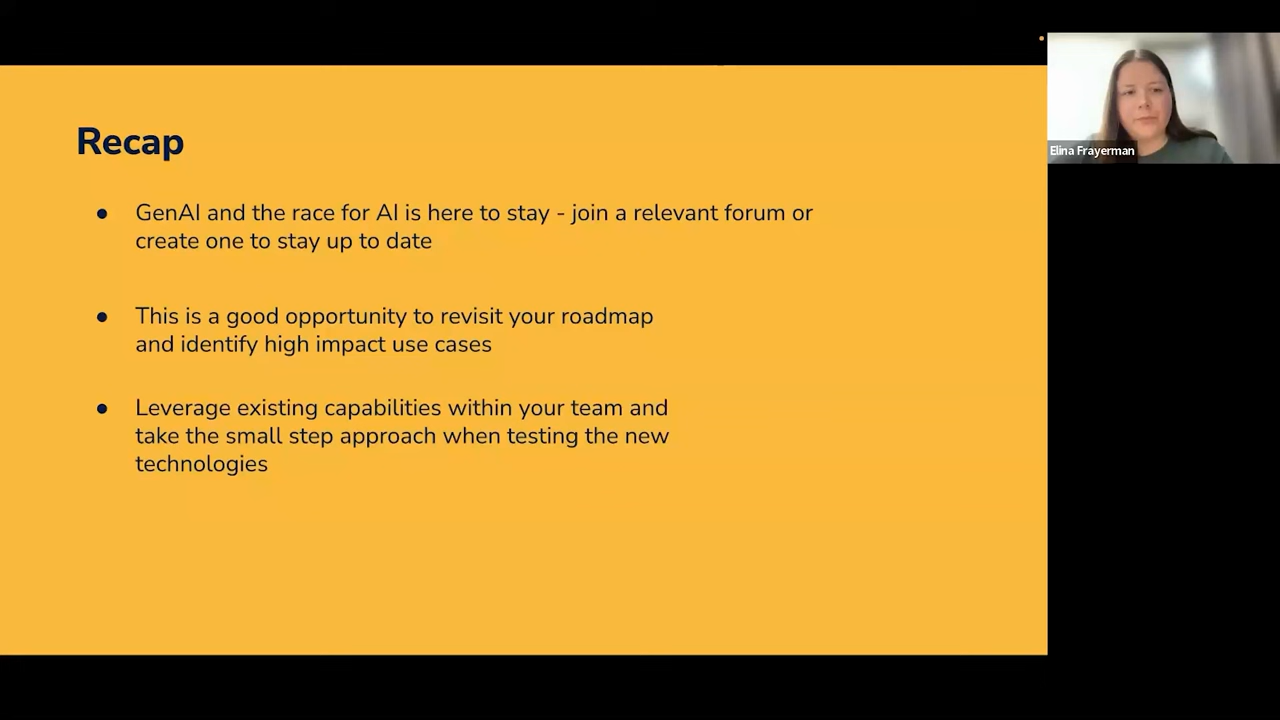 Recap
● GenAI and the race for AI is here to stay - join a relevant forum or
create one to stay up to date
● This is a good opportunity to revisit your roadmap
and identify high impact use cases
● Leverage existing capabilities within your team and
take the small step approach when testing the new
technologies
Elina Frayerman